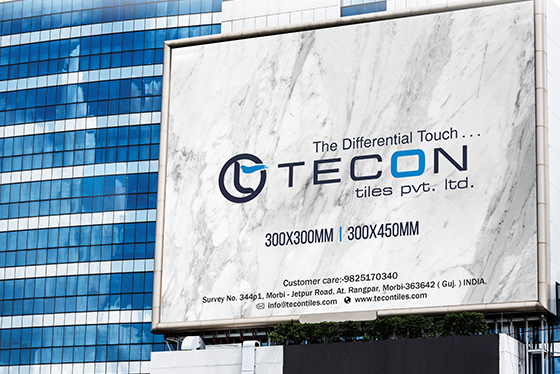 The Differential Touch . . .
TECON
tiles pvt. ltd.
300X300MM | 300X450MM
Customer care:-9825170340
Survey No. 344p1, Morbi - Jetpur Road, At. Rangpar, Morbi-363642 ( Guj. ) INDIA.
info@tecontiles.com www.tecontiles.com